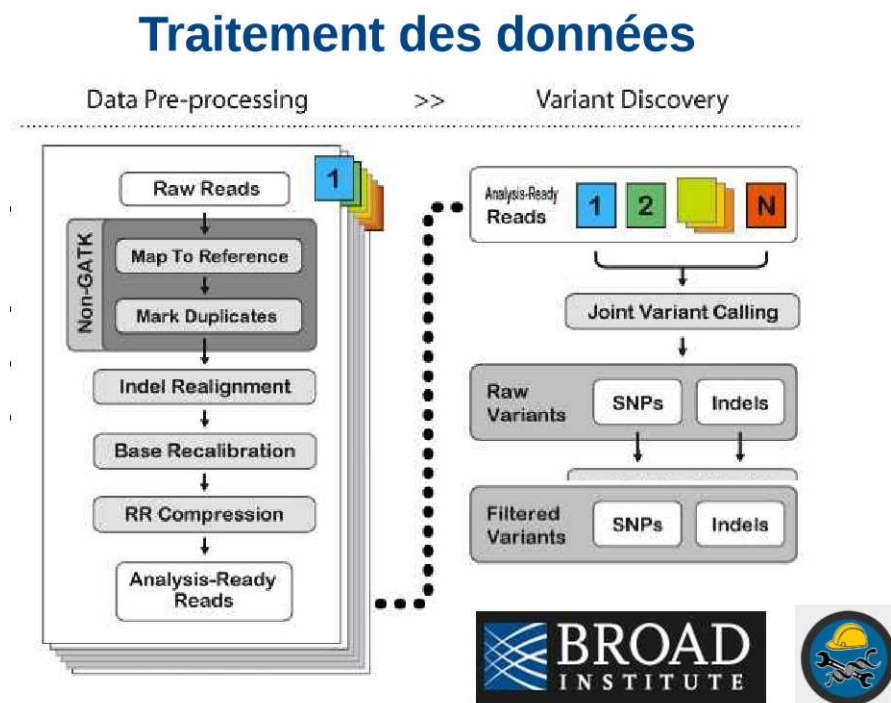 Traitement des données
Data Pre-processing >> Variant Discovery
Raw Reads
1
Non-GATK
Map To Reference
Mark Duplicates
Indel Realignment
Base Recalibration
RR Compression
Analysis-Ready
Reads
Analysis-Ready
Reads
1 2 N
Joint Variant Calling
Raw
Variants
SNPs Indels
Filtered
Variants
SNPs Indels
BROAD
INSTITUTE